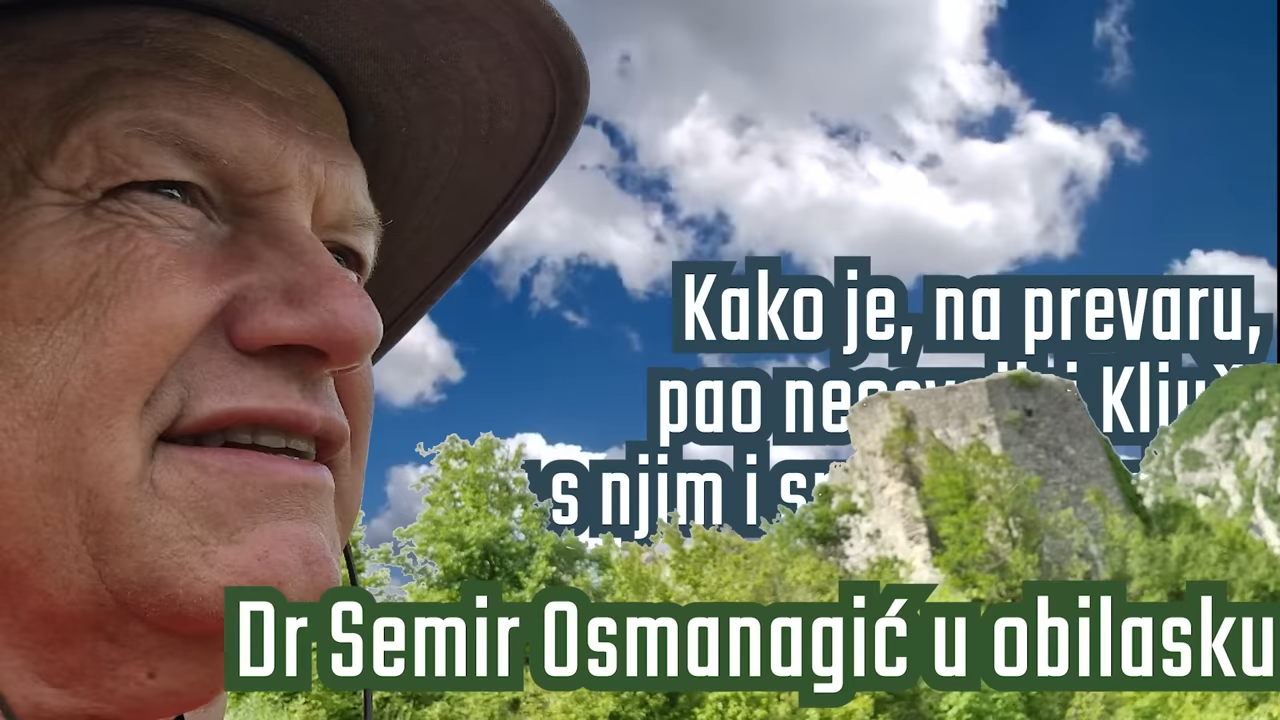 Kako je, na prevaru,
pao
s njim i
Dr Semir Osmanagić u obilasku